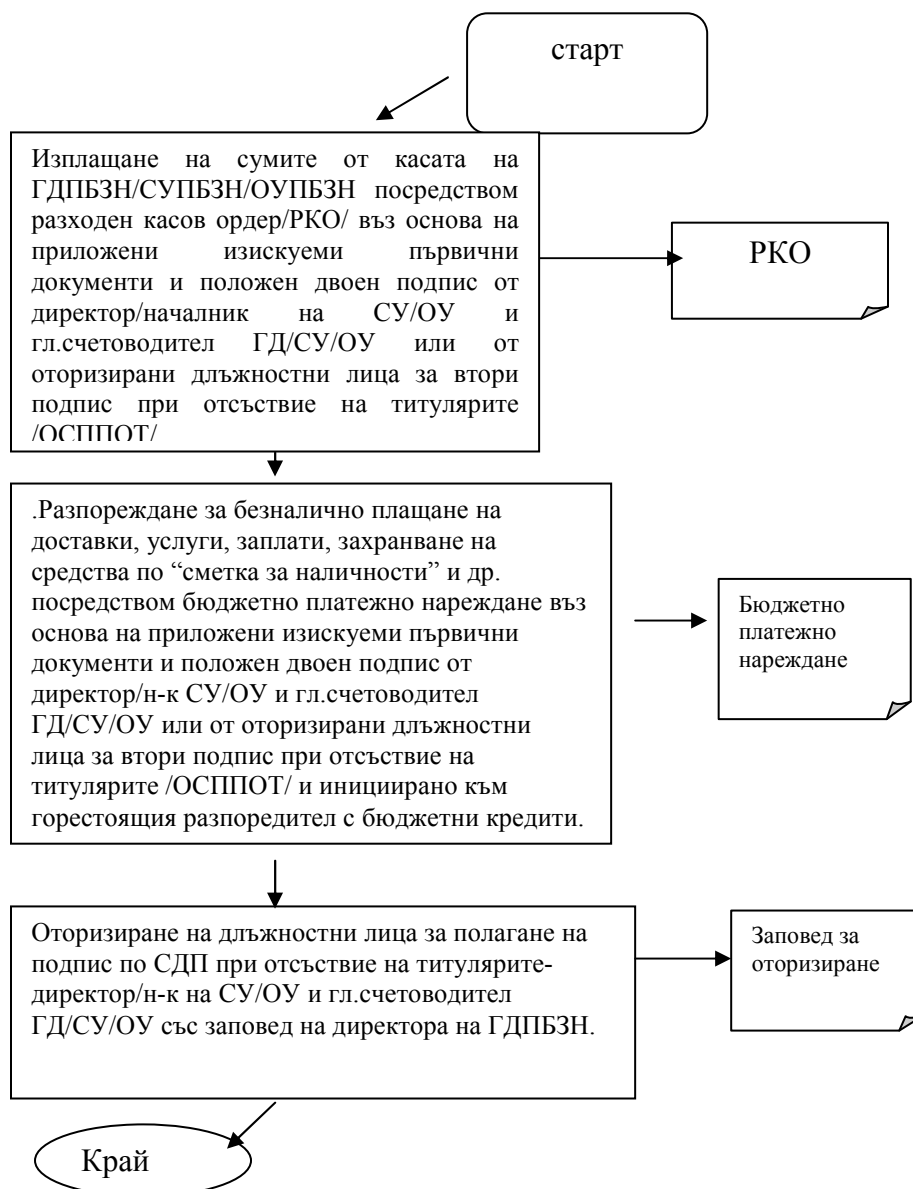 старт
Изплащане на сумите от касата на
ГДПБЗН/СУПБЗН/ОУПБЗН посредством
разходен касов ордер/РКО/ въз основа на
приложени изискуеми първични
документи и положен двоен подпис от
директор/началник на СУ/ОУ и
гл.счетоводител ГД/СУ/ОУ или от
оторизирани длъжностни лица за втори
подпис при отсъствие на титулярите
/ОСППОТ/
РКО
.Разпореждане за безналично плащане на
доставки, услуги, заплати, захранване на
средства по “сметка за наличности” и др.
посредством бюджетно платежно нареждане въз
основа на приложени изискуеми първични
документи и положен двоен подпис от
директор/н-к СУ/ОУ и гл.счетоводител
ГД/СУ/ОУ или от оторизирани длъжностни
лица за втори подпис при отсъствие на
титулярите /ОСППОТ/ и инициирано към
горестоящия разпоредител с бюджетни кредити.
Бюджетно
платежно
нареждане
Оторизиране на длъжностни лица за полагане на
подпис по СДП при отсъствие на титулярите-
директор/н-к на СУ/ОУ и гл.счетоводител
ГД/СУ/ОУ със заповед на директора на ГДПБЗН.
Заповед за
оторизиране
Край